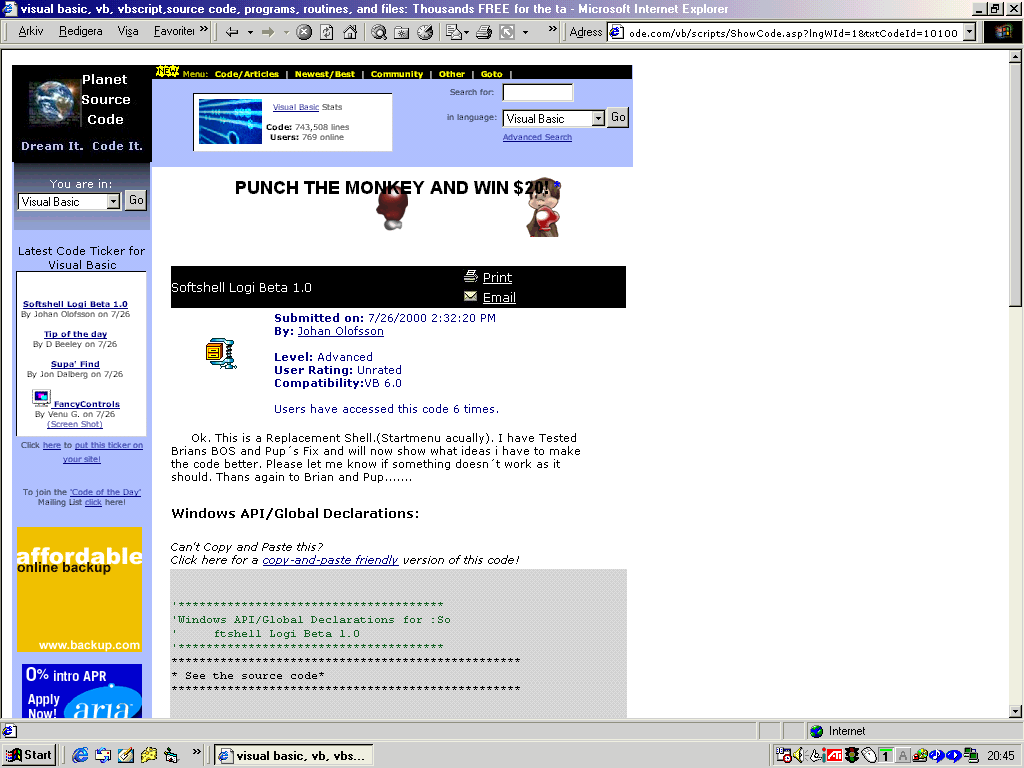 visual basic, vb, vbscript,source code, programs, routines, and files: Thousands FREE for the ta - Microsoft Internet Explorer
Arkiv Redigera Visa Favoriter » » Adress ode.com/vb/scripts/ShowCode.asp?lngWId=1&txtCodeId=10100
Planet
Source
Code
Dream It. Code It.
NEW Menu: Code/Articles | Newest/Best | Community | Other | Goto |
Visual Basic Stats
Code: 743,508 lines
Users: 769 online
Search for:
in language: Visual Basic Go
Advanced Search
You are in:
Visual Basic Go
PUNCH THE MONKEY AND WIN $20! *
Latest Code Ticker for
Visual Basic
Softshell Logi Beta 1.0
By Johan Olofsson on 7/26
Tip of the day
By D Beeley on 7/26
Supa' Find
By Jon Dalberg on 7/26
FancyControls
By Venu G. on 7/26
(Screen Shot)
Click here to put this ticker on
your site!
To join the 'Code of the Day'
Mailing List click here!
affordable
online backup
www.backup.com
0% intro APR
Apply
Now!
aria
Softshell Logi Beta 1.0
Print
Email
Submitted on: 7/26/2000 2:32:20 PM
By: Johan Olofsson
Level: Advanced
User Rating: Unrated
Compatibility:VB 6.0
Users have accessed this code 6 times.
Ok. This is a Replacement Shell.(Startmenu acually). I have Tested
Brians BOS and Pup´s Fix and will now show what ideas i have to make
the code better. Please let me know if something doesn´t work as it
should. Thans again to Brian and Pup.......
Windows API/Global Declarations:
Can't Copy and Paste this?
Click here for a copy-and-paste friendly version of this code!
'**************************************
'Windows API/Global Declarations for :So
' ftshell Logi Beta 1.0
'**************************************
**************************************************
* See the source code*
**************************************************
Internet
Start » visual basic, vb, vbs... ATI 1 A 20:45